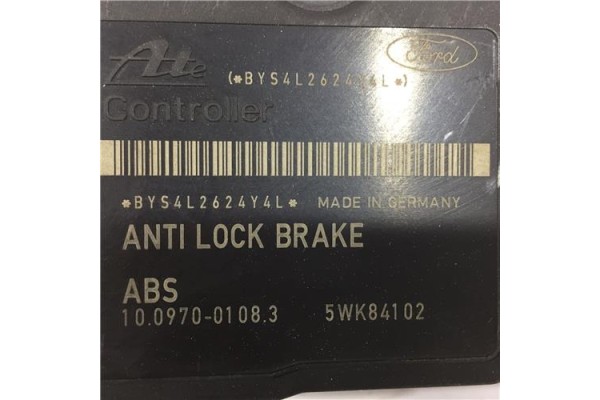 Ate
Ford
(*BYS4L2624Y4L*)
Controller
*BYS4L2624Y4L* MADE IN GERMANY
ANTI LOCK BRAKE
ABS
10.0970-0108.3 5WK84102